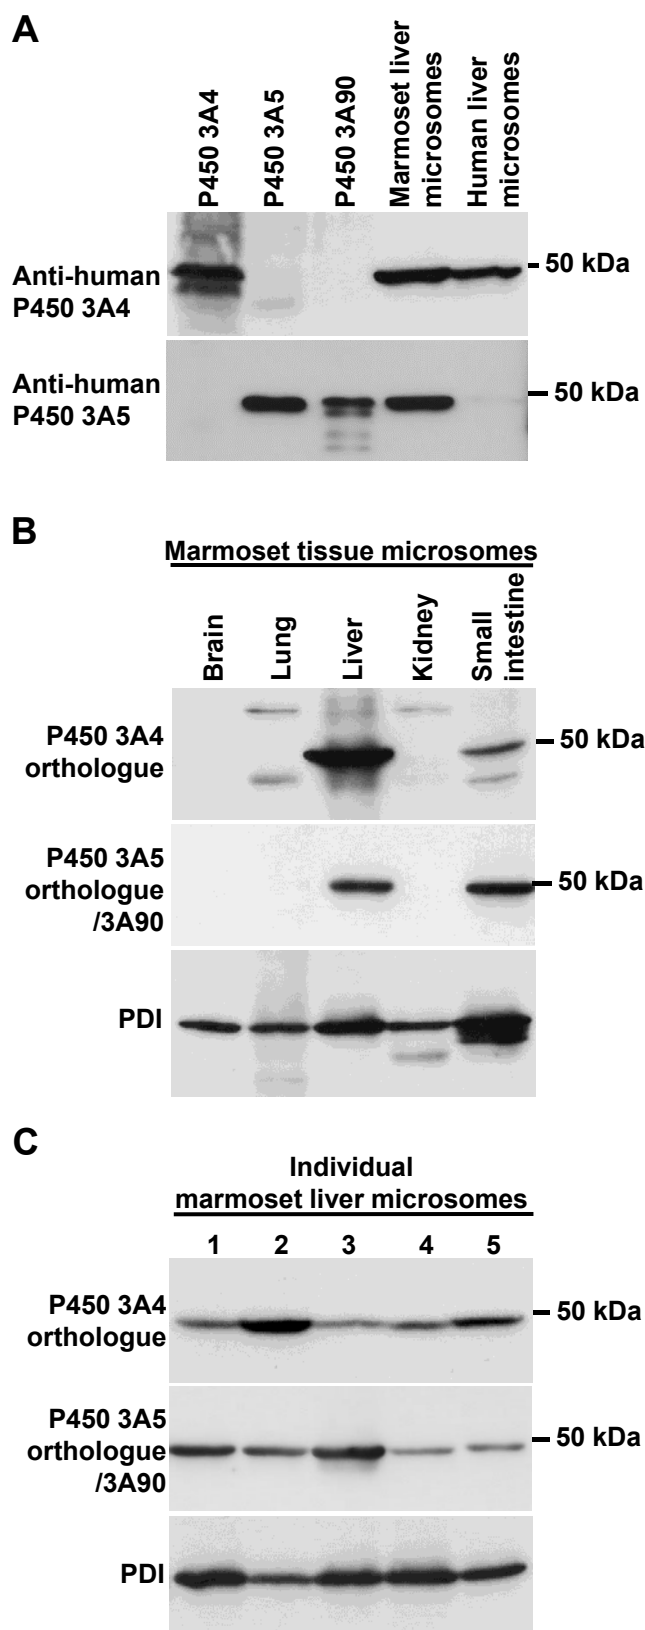 A
P450 3A4
P450 3A5
P450 3A90
Marmoset liver
microsomes
Human liver
microsomes
Anti-human
P450 3A4
50 kDa
Anti-human
P450 3A5
50 kDa
B
Marmoset tissue microsomes
Brain
Lung
Liver
Kidney
Small
intestine
P450 3A4
orthologue
50 kDa
P450 3A5
orthologue
/3A90
50 kDa
PDI
C
Individual
marmoset liver microsomes
1 2 3 4 5
P450 3A4
orthologue
50 kDa
P450 3A5
orthologue
/3A90
50 kDa
PDI